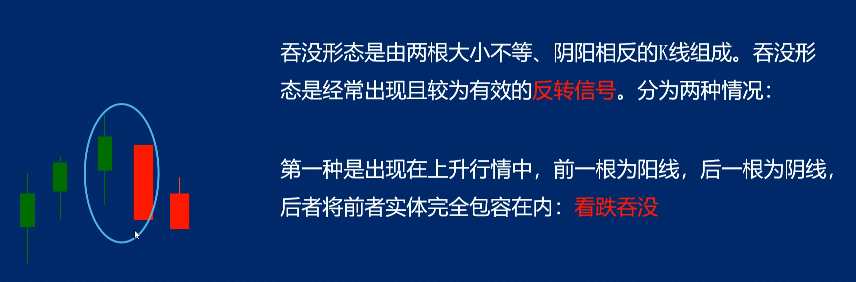 吞没形态是由两根大小不等、阴阳相反的K线组成。吞没形
态是经常出现且较为有效的反转信号。分为两种情况：
第一种是出现在上升行情中，前一根为阳线，后一根为阴线，
后者将前者实体完全包容在内：看跌吞没